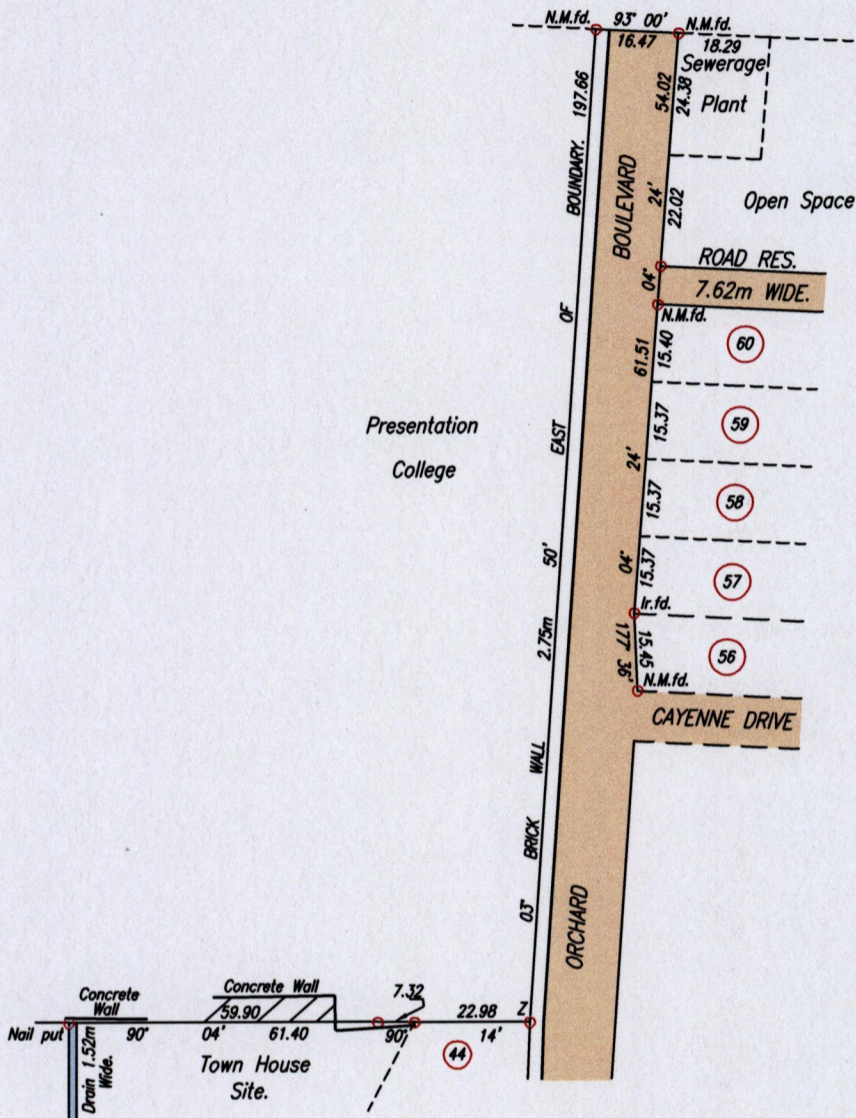 N.M.fd.
93° 00'
N.M.fd.
16.47
18.29
Sewerage
Plant
54.02
24.38
197.66
BOUNDARY.
OF
EAST
50'
2.75m
WALL
BRICK
03°
BOULEVARD
24'
22.02
Open Space
04°
ROAD RES.
7.62m WIDE.
N.M.fd.
61.51
15.40
60
15.37
59
24'
15.37
58
04°
15.37
57
Ir.fd.
177° 36'
15.45
56
N.M.fd.
CAYENNE DRIVE
Presentation
College
ORCHARD
Concrete Wall
Concrete
Wall
59.90
7.32
22.98
Z
Nail put
90°
04'
61.40
90°
14'
44
Drain 1.52m
Wide.
Town House
Site.